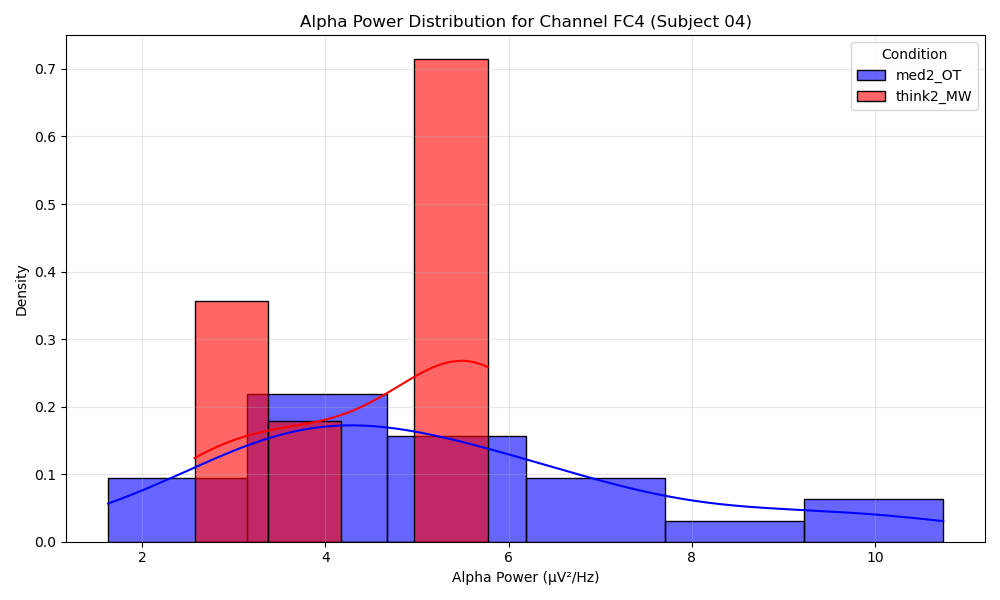 Alpha Power Distribution for Channel FC4 (Subject 04)
Condition
med2_OT
think2_MW
Density
0.7
0.6
0.5
0.4
0.3
0.2
0.1
0.0
2 4 6 8 10
Alpha Power (μV²/Hz)